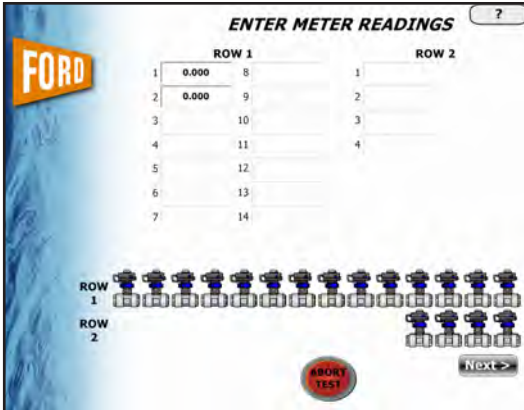 ENTER METER READINGS
?
FORD
ROW 1
ROW 2
1 0.000 8
1
2 0.000 9
2
3 10
3
4 11
4
5 12
6 13
7 14
ROW
1
ROW
2
ABORT
TEST
Next >